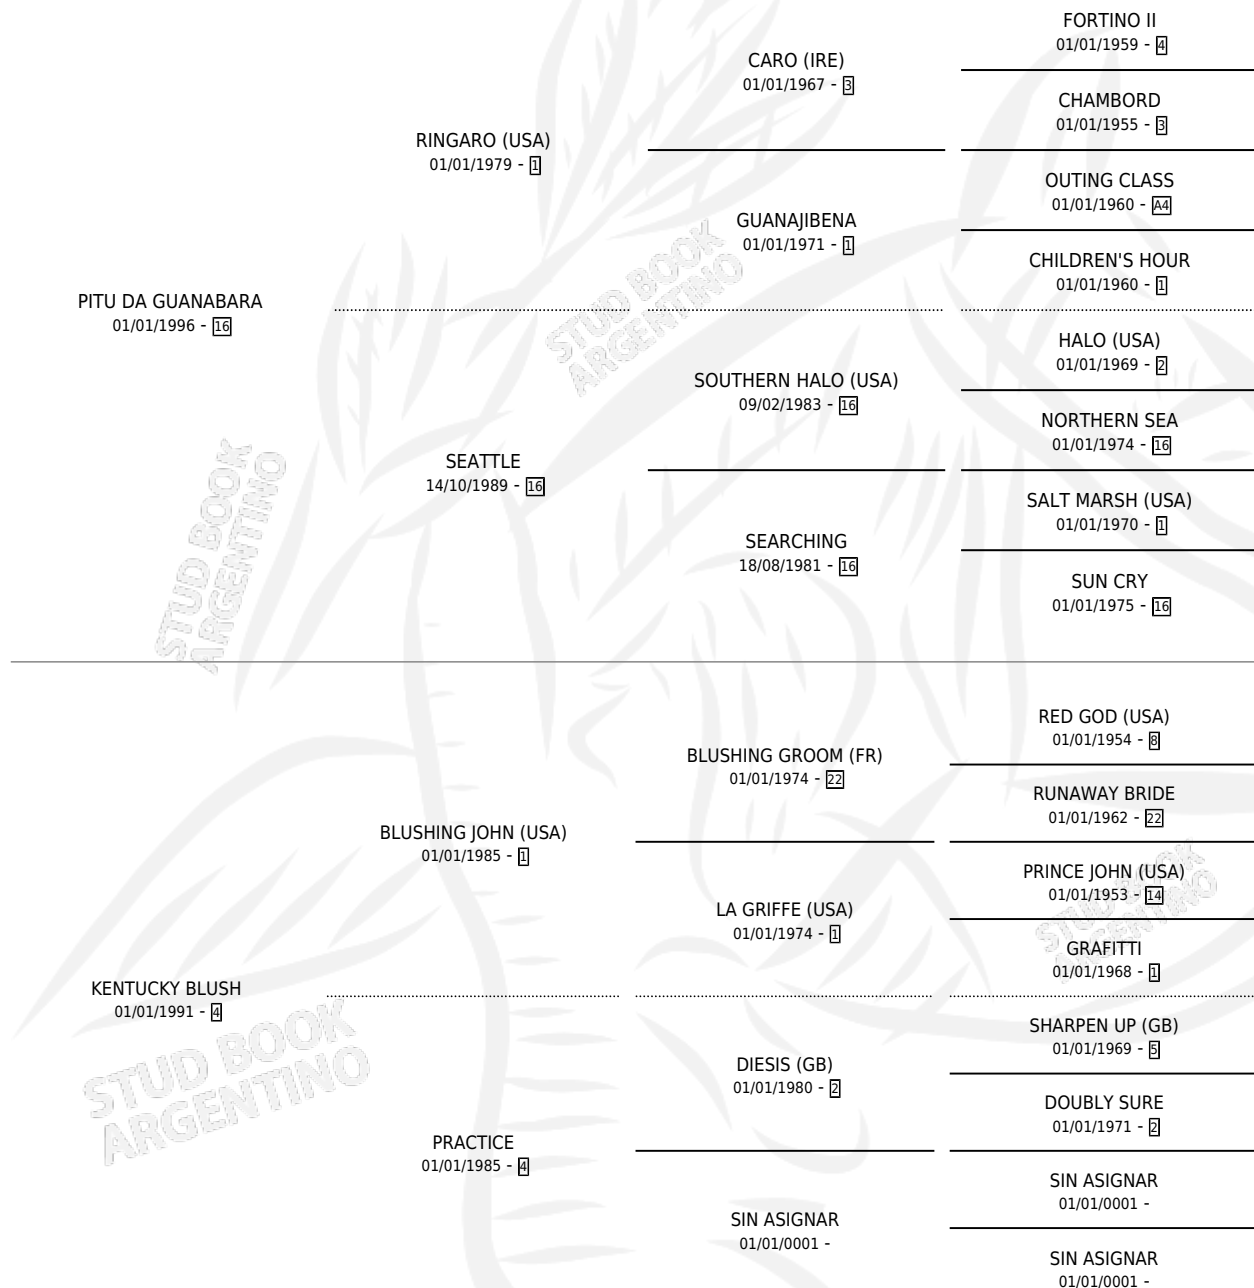 FORTINO II
01/01/1959 - 4
CARO (IRE)
01/01/1967 - 3
CHAMBORD
01/01/1955 - 3
RINGARO (USA)
01/01/1979 - 1
OUTING CLASS
01/01/1960 - A4
GUANAJIBENA
01/01/1971 - 1
CHILDREN'S HOUR
01/01/1960 - 1
PITU DA GUANABARA
01/01/1996 - 16
STUD BOOK
ARGENTINO
HALO (USA)
01/01/1969 - 2
SOUTHERN HALO (USA)
09/02/1983 - 16
NORTHERN SEA
01/01/1974 - 16
SEATTLE
14/10/1989 - 16
SALT MARSH (USA)
01/01/1970 - 1
SEARCHING
18/08/1981 - 16
SUN CRY
01/01/1975 - 16
STUD BOOK
ARGENTINO
RED GOD (USA)
01/01/1954 - 8
BLUSHING GROOM (FR)
01/01/1974 - 22
RUNAWAY BRIDE
01/01/1962 - 22
BLUSHING JOHN (USA)
01/01/1985 - 1
PRINCE JOHN (USA)
01/01/1953 - 14
LA GRIFFE (USA)
01/01/1974 - 1
STUD BOOK
ARGENTINO
GRAFITTI
01/01/1968 - 1
KENTUCKY BLUSH
01/01/1991 - 4
STUD BOOK
ARGENTINO
SHARPEN UP (GB)
01/01/1969 - 5
DIESIS (GB)
01/01/1980 - 2
DOUBLY SURE
01/01/1971 - 2
PRACTICE
01/01/1985 - 4
SIN ASIGNAR
01/01/0001 -
SIN ASIGNAR
01/01/0001 -
SIN ASIGNAR
01/01/0001 -